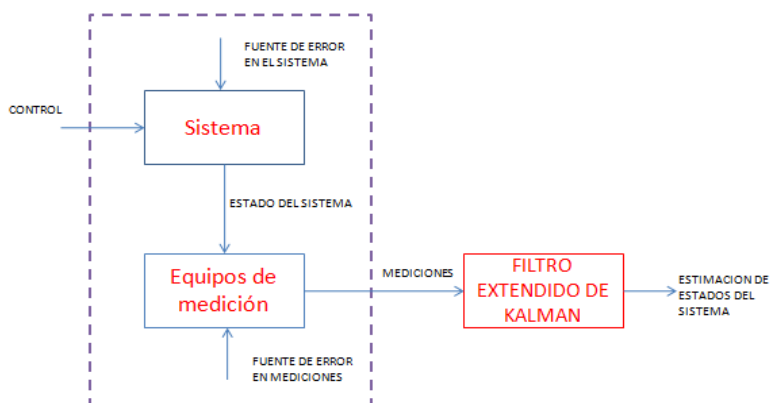 FUENTE DE ERROR
EN EL SISTEMA
CONTROL
Sistema
ESTADO DEL SISTEMA
Equipos de
medición
MEDICIONES
FILTRO
EXTENDIDO DE
KALMAN
ESTIMACION DE
ESTADOS DEL
SISTEMA
FUENTE DE ERROR
EN MEDICIONES